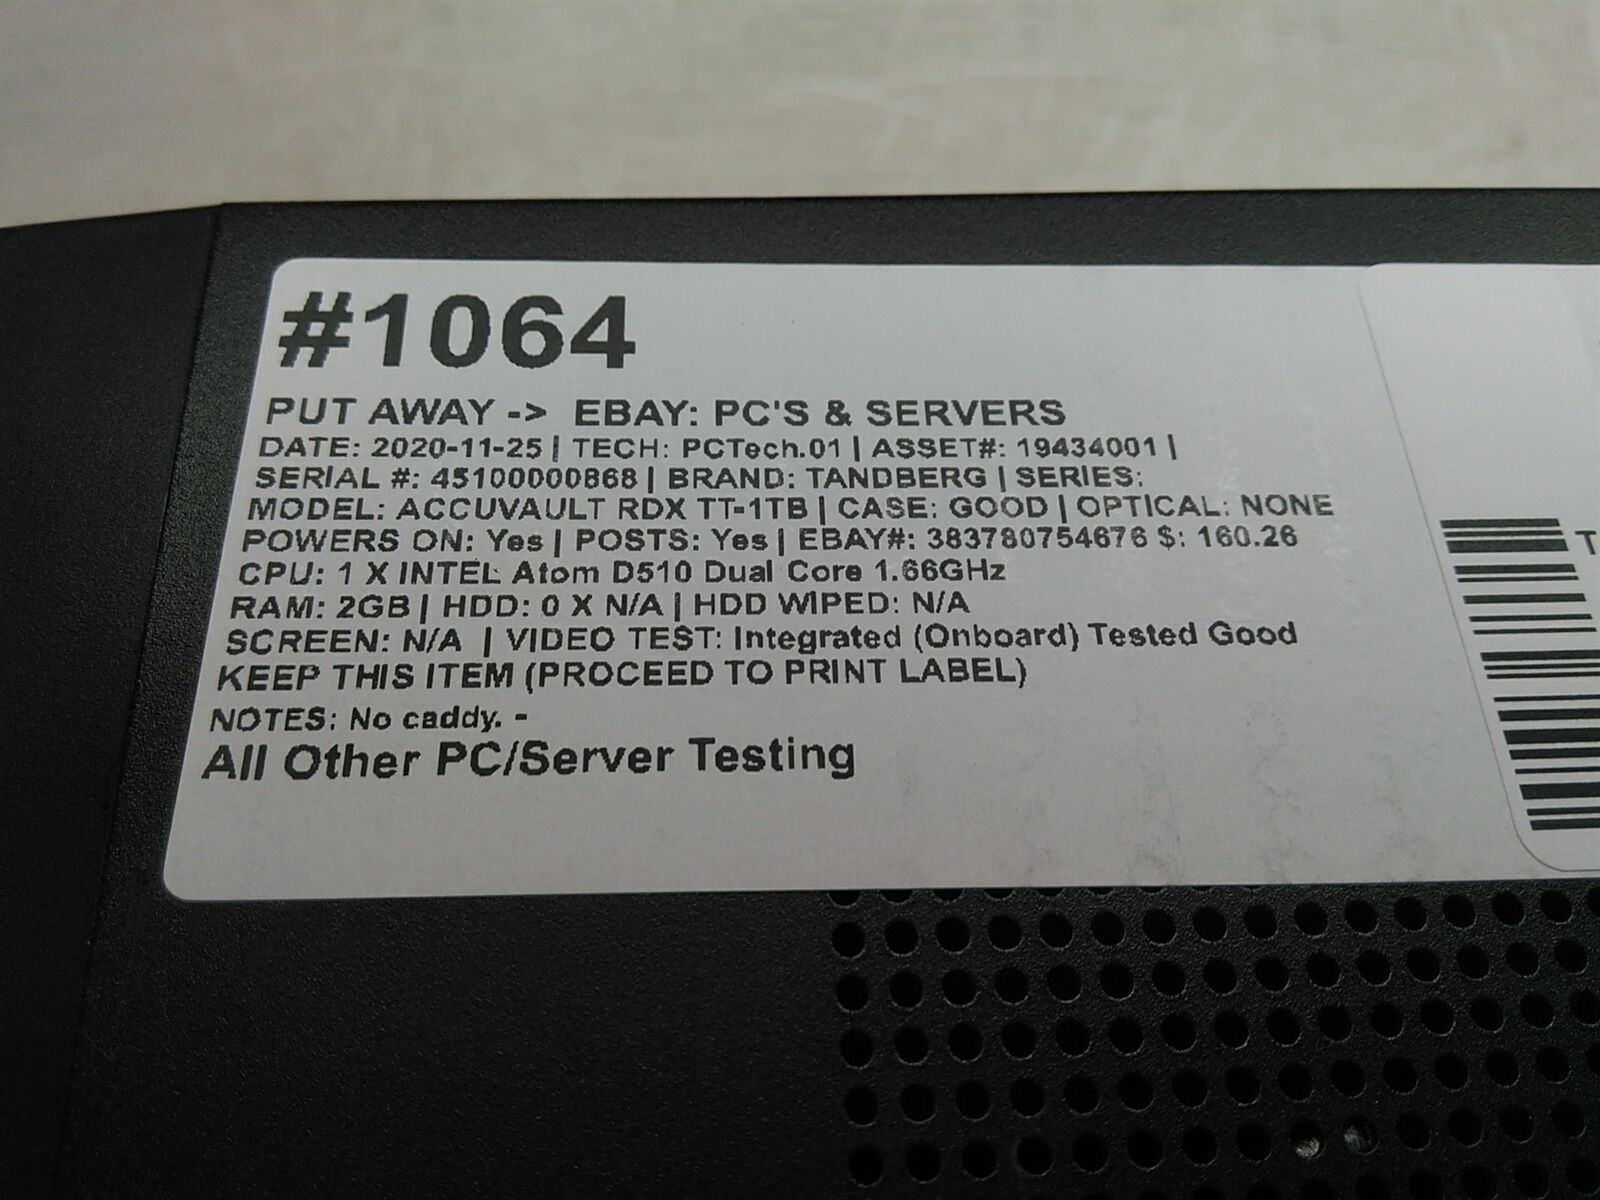 #1064
PUT AWAY -> EBAY: PC'S & SERVERS
DATE: 2020-11-25 | TECH: PCTech.01 | ASSET#: 19434001 |
SERIAL #: 45100000868 | BRAND: TANDBERG | SERIES:
MODEL: ACCUVAULT RDX TT-1TB | CASE: GOOD | OPTICAL: NONE
POWERS ON: Yes | POSTS: Yes | EBAY#: 383780754676 $: 160.26
CPU: 1 X INTEL Atom D510 Dual Core 1.66GHz
RAM: 2GB | HDD: 0 X N/A | HDD WIPED: N/A
SCREEN: N/A | VIDEO TEST: Integrated (Onboard) Tested Good
KEEP THIS ITEM (PROCEED TO PRINT LABEL)
NOTES: No caddy. -
All Other PC/Server Testing
T